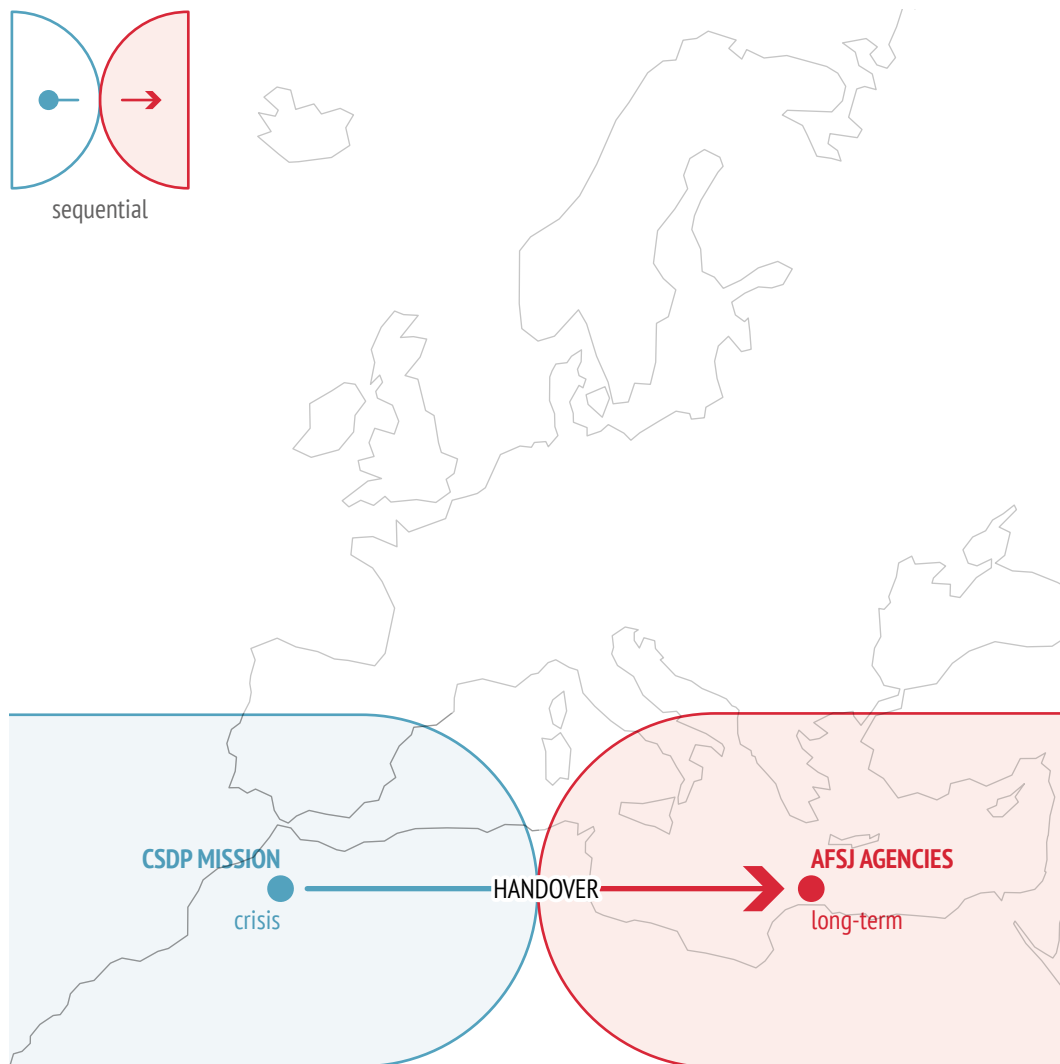 sequential
CSDP MISSION
crisis
HANDOVER
AFSJ AGENCIES
long-term